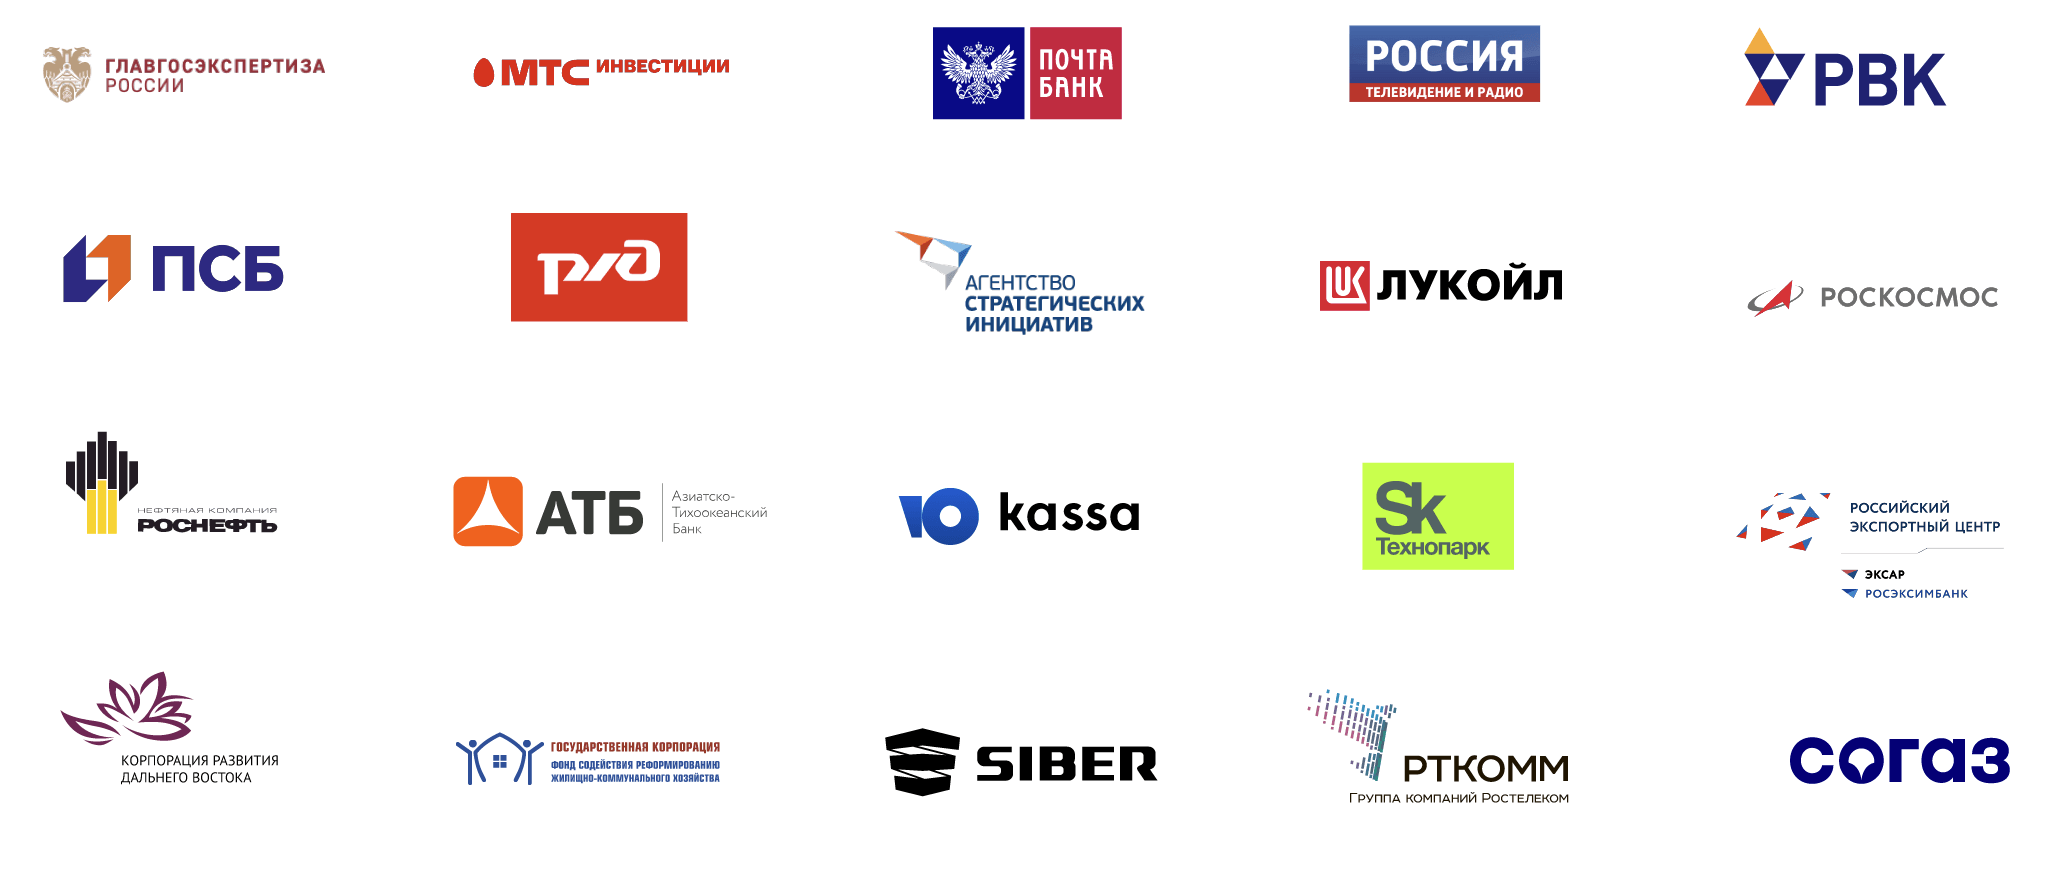 ГЛАВГОСЭКСПЕРТИЗА
РОССИИ
МТС ИНВЕСТИЦИИ
ПОЧТА
БАНК
РОССИЯ
ТЕЛЕВИДЕНИЕ И РАДИО
РВК
ПСБ
РЖД
АГЕНТСТВО
СТРАТЕГИЧЕСКИХ
ИНИЦИАТИВ
LUK
ЛУКОЙЛ
РОСКОСМОС
НЕФТЯНАЯ КОМПАНИЯ
РОСНЕФТЬ
АТБ
Азиатско-
Тихоокеанский
Банк
Ю kassa
Sk
Технопарк
РОССИЙСКИЙ
ЭКСПОРТНЫЙ ЦЕНТР
ЭКСАР
РОСЭКСИМБАНК
КОРПОРАЦИЯ РАЗВИТИЯ
ДАЛЬНЕГО ВОСТОКА
ГОСУДАРСТВЕННАЯ КОРПОРАЦИЯ
ФОНД СОДЕЙСТВИЯ РЕФОРМИРОВАНИЮ
ЖИЛИЩНО-КОММУНАЛЬНОГО ХОЗЯЙСТВА
SIBER
РТКОММ
ГРУППА КОМПАНИЙ РОСТЕЛЕКОМ
согаз